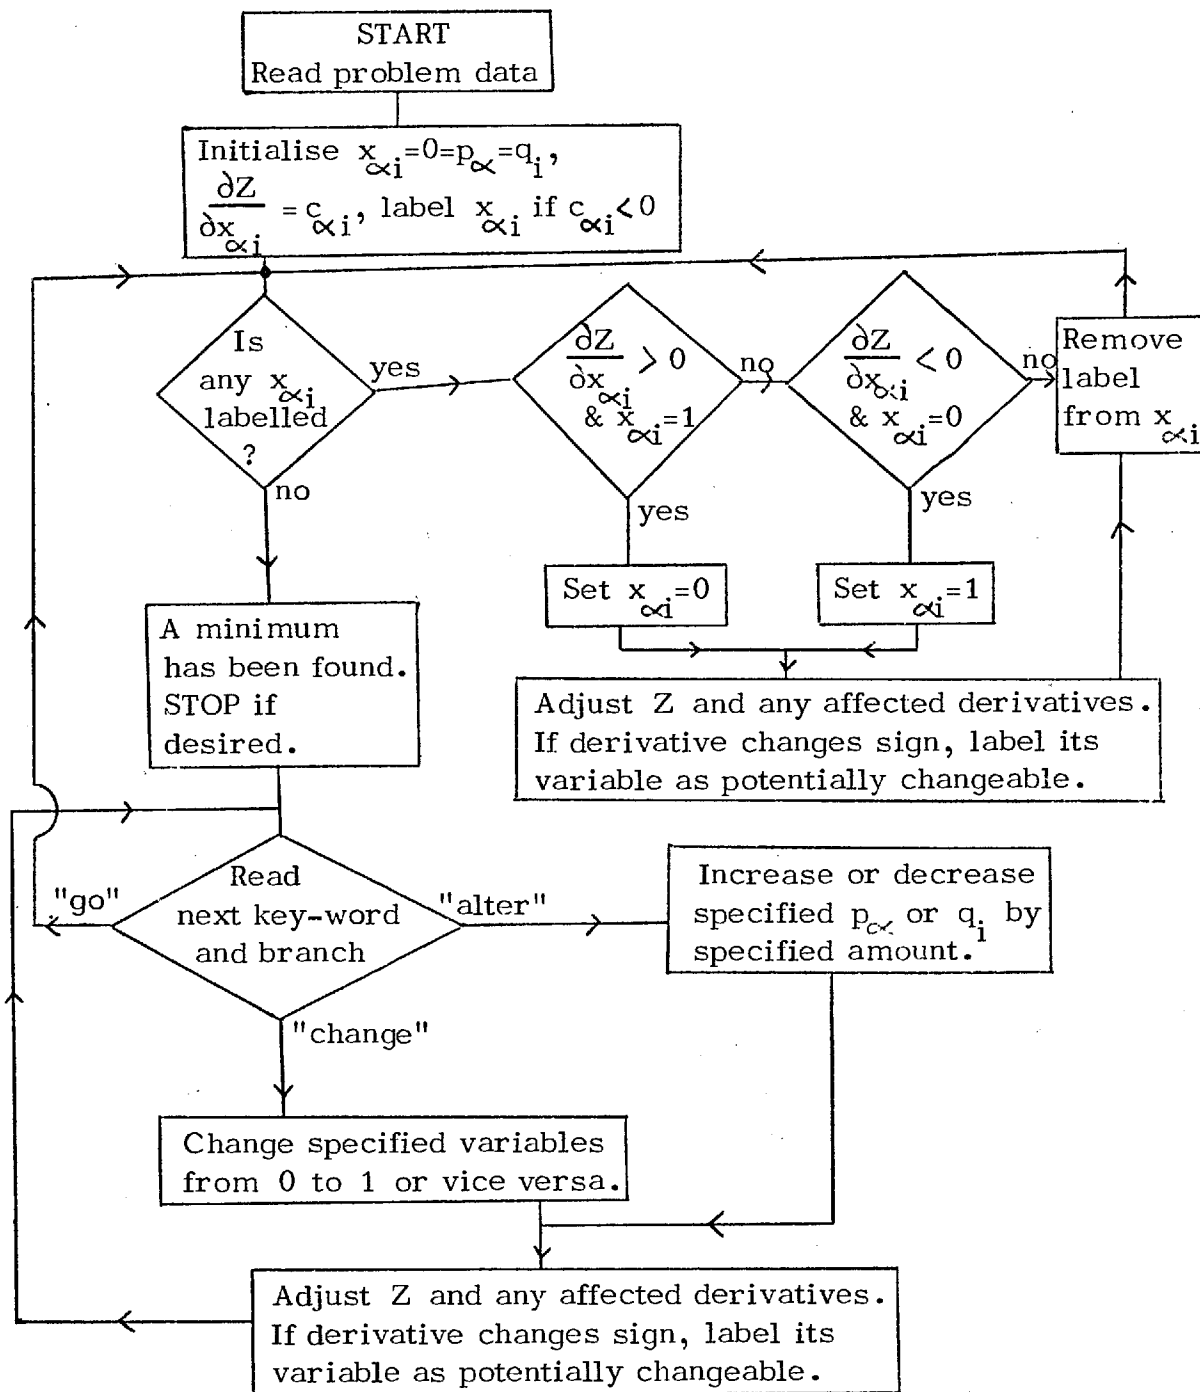 START
Read problem data
Initialise x_αi=0=p_α=q_i,
∂Z/∂x_αi = c_αi, label x_αi if c_αi<0
Is
any x_αi
labelled
?
yes
no
∂Z/∂x_αi > 0
& x_αi=1
no
yes
∂Z/∂x_αi < 0
& x_αi=0
no
yes
Remove
label
from x_αi
Set x_αi=0
Set x_αi=1
Adjust Z and any affected derivatives.
If derivative changes sign, label its
variable as potentially changeable.
A minimum
has been found.
STOP if
desired.
Read
next key-word
and branch
"go"
"alter"
"change"
Increase or decrease
specified p_α or q_i by
specified amount.
Change specified variables
from 0 to 1 or vice versa.
Adjust Z and any affected derivatives.
If derivative changes sign, label its
variable as potentially changeable.